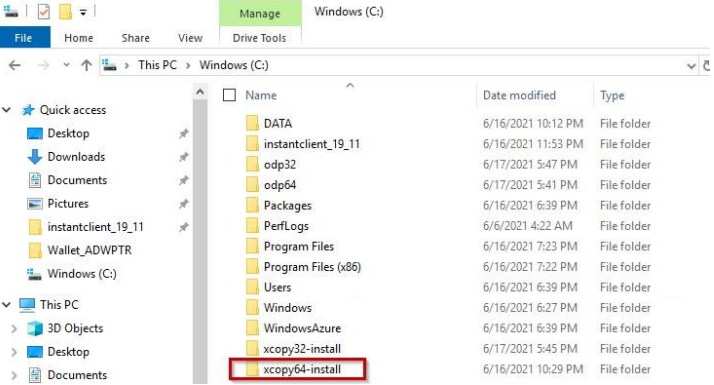 Manage Windows (C:)
File Home Share View Drive Tools
This PC > Windows (C:)
Name Date modified Type
Quick access
Desktop
Downloads
Documents
Pictures
instantclient_19_11
Wallet_ADWPTR
Windows (C:)
This PC
3D Objects
Desktop
Documents
DATA 6/16/2021 10:12 PM File folder
instantclient_19_11 6/16/2021 11:53 PM File folder
odp32 6/17/2021 5:47 PM File folder
odp64 6/17/2021 5:41 PM File folder
Packages 6/16/2021 6:39 PM File folder
PerfLogs 6/6/2021 4:22 AM File folder
Program Files 6/16/2021 7:23 PM File folder
Program Files (x86) 6/16/2021 7:22 PM File folder
Users 6/16/2021 6:39 PM File folder
Windows 6/16/2021 6:27 PM File folder
WindowsAzure 6/16/2021 6:39 PM File folder
xcopy32-install 6/17/2021 5:45 PM File folder
xcopy64-install 6/16/2021 10:29 PM File folder